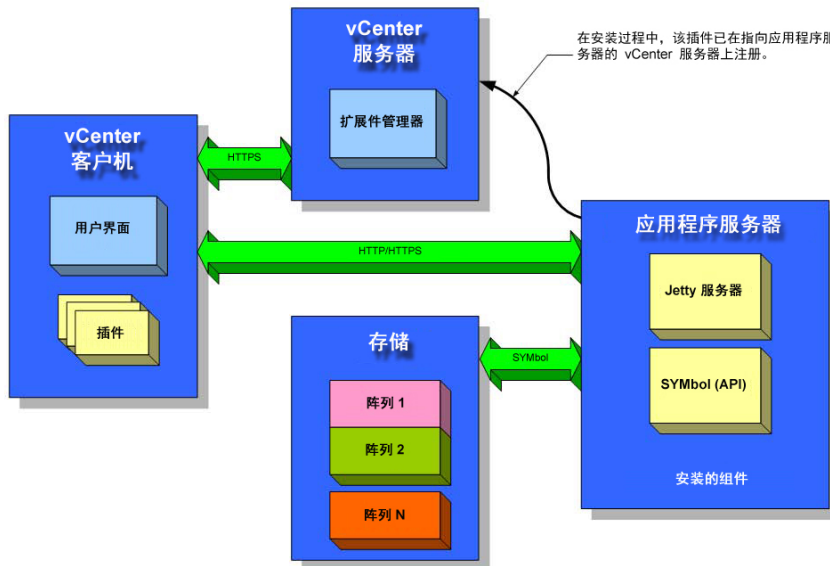 在安装过程中，该插件已在指向应用程序服
务器的 vCenter 服务器上注册。
vCenter
服务器
扩展件管理器
vCenter
客户机
用户界面
插件
HTTPS
HTTP/HTTPS
应用程序服务器
Jetty 服务器
SYMbol (API)
安装的组件
存储
阵列 1
阵列 2
阵列 N
SYMbol